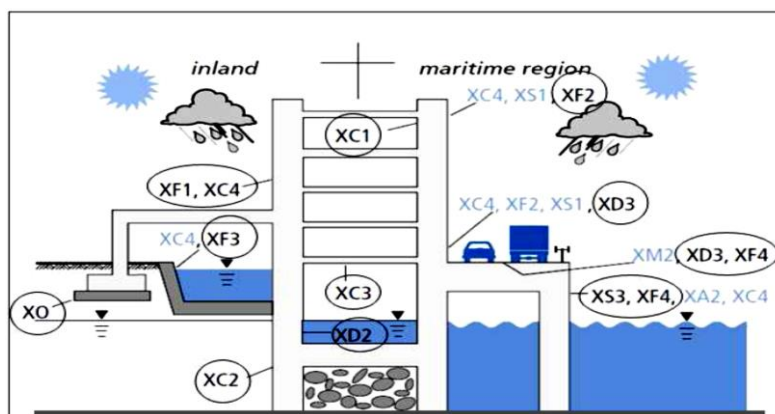 inland
maritime region
XC4, XS1, XF2
XC1
XF1, XC4
XC4, XF2, XS1, XD3
XC4, XF3
XM2, XD3, XF4
XC3
XS3, XF4, XA2, XC4
XO
XD2
XC2